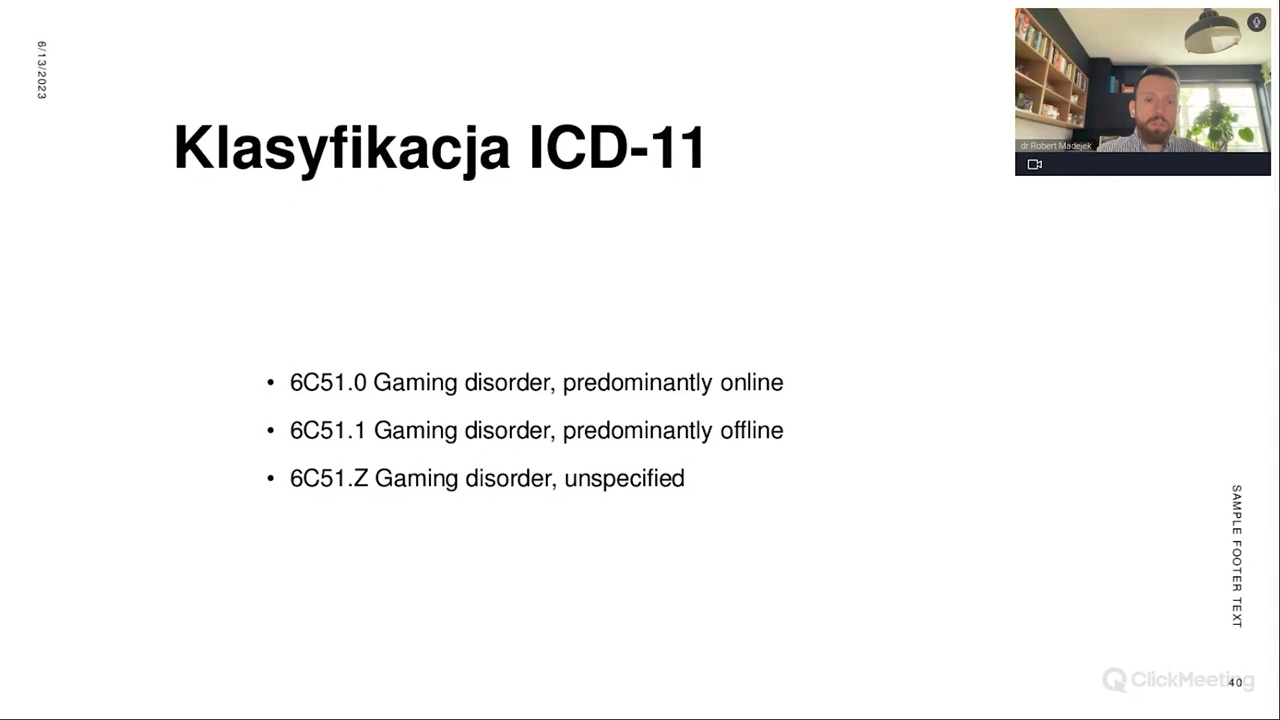 6/13/2023
Klasyfikacja ICD-11
dr Robert Madejek
• 6C51.0 Gaming disorder, predominantly online
• 6C51.1 Gaming disorder, predominantly offline
• 6C51.Z Gaming disorder, unspecified
SAMPLE FOOTER TEXT
ClickMeeting
40